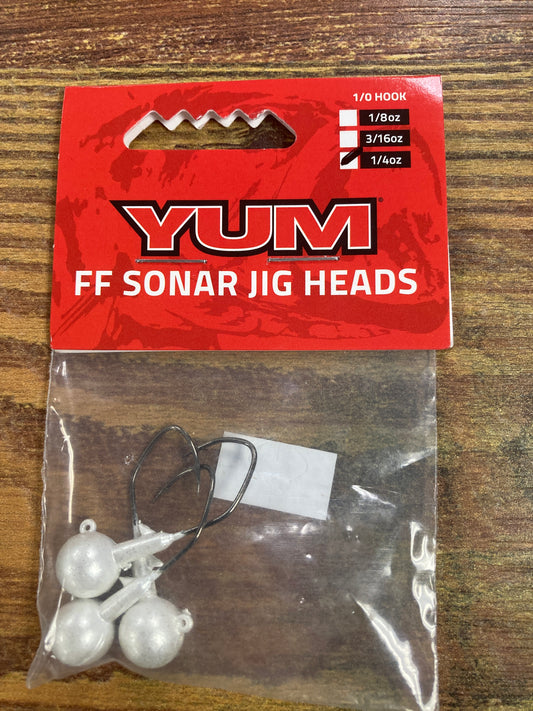 1/0 HOOK
1/8oz
3/16oz
1/4oz
YUM®
FF SONAR JIG HEADS